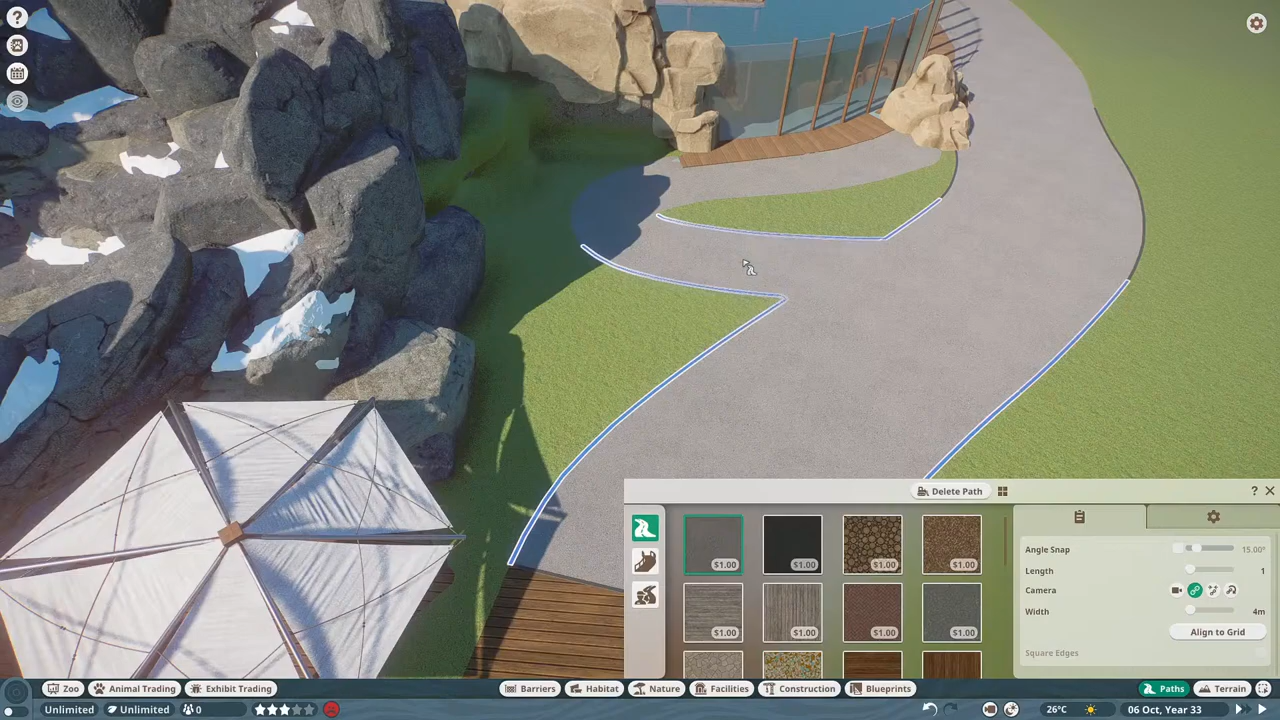 ?
Delete Path
?
$1.00 $1.00 $1.00 $1.00
$1.00 $1.00 $1.00 $1.00
Angle Snap 15.00°
Length 1
Camera
Width 4m
Align to Grid
Square Edges
Zoo Animal Trading Exhibit Trading Barriers Habitat Nature Facilities Construction Blueprints Paths Terrain
Unlimited Unlimited 0 26°C 06 Oct, Year 33